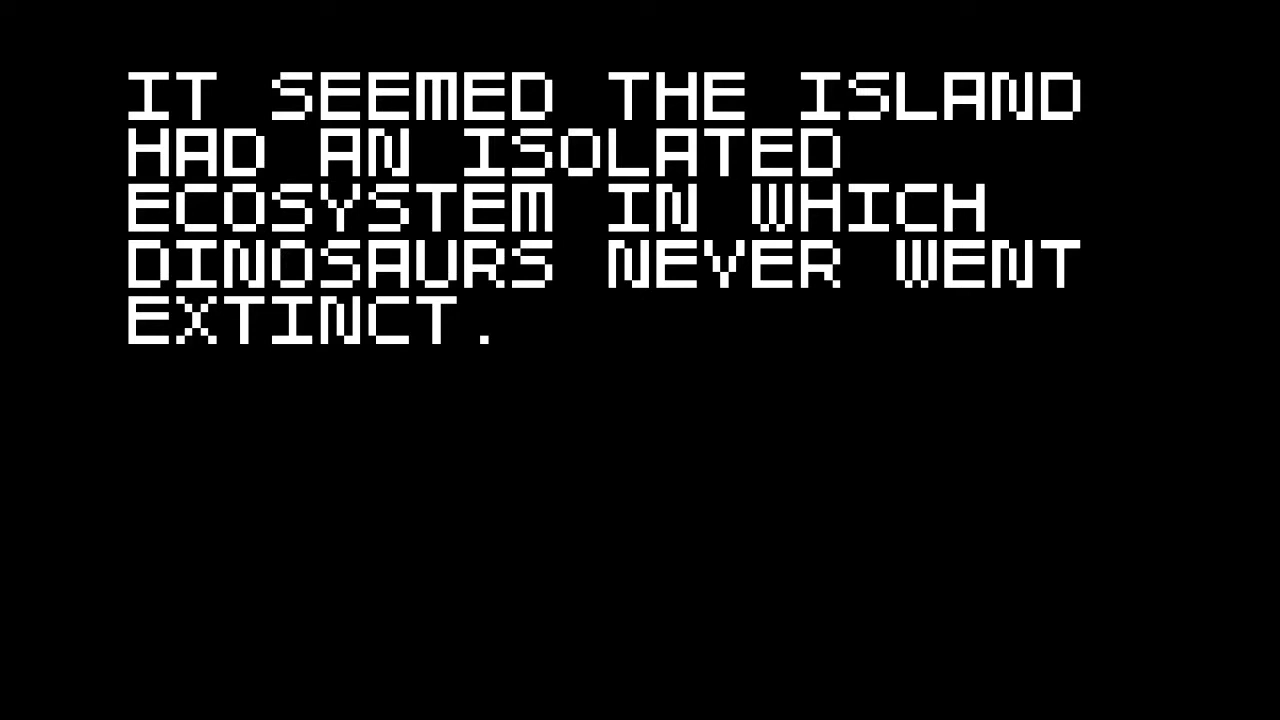 IT SEEMED THE ISLAND
HAD AN ISOLATED
ECOSYSTEM IN WHICH
DINOSAURS NEVER WENT
EXTINCT.